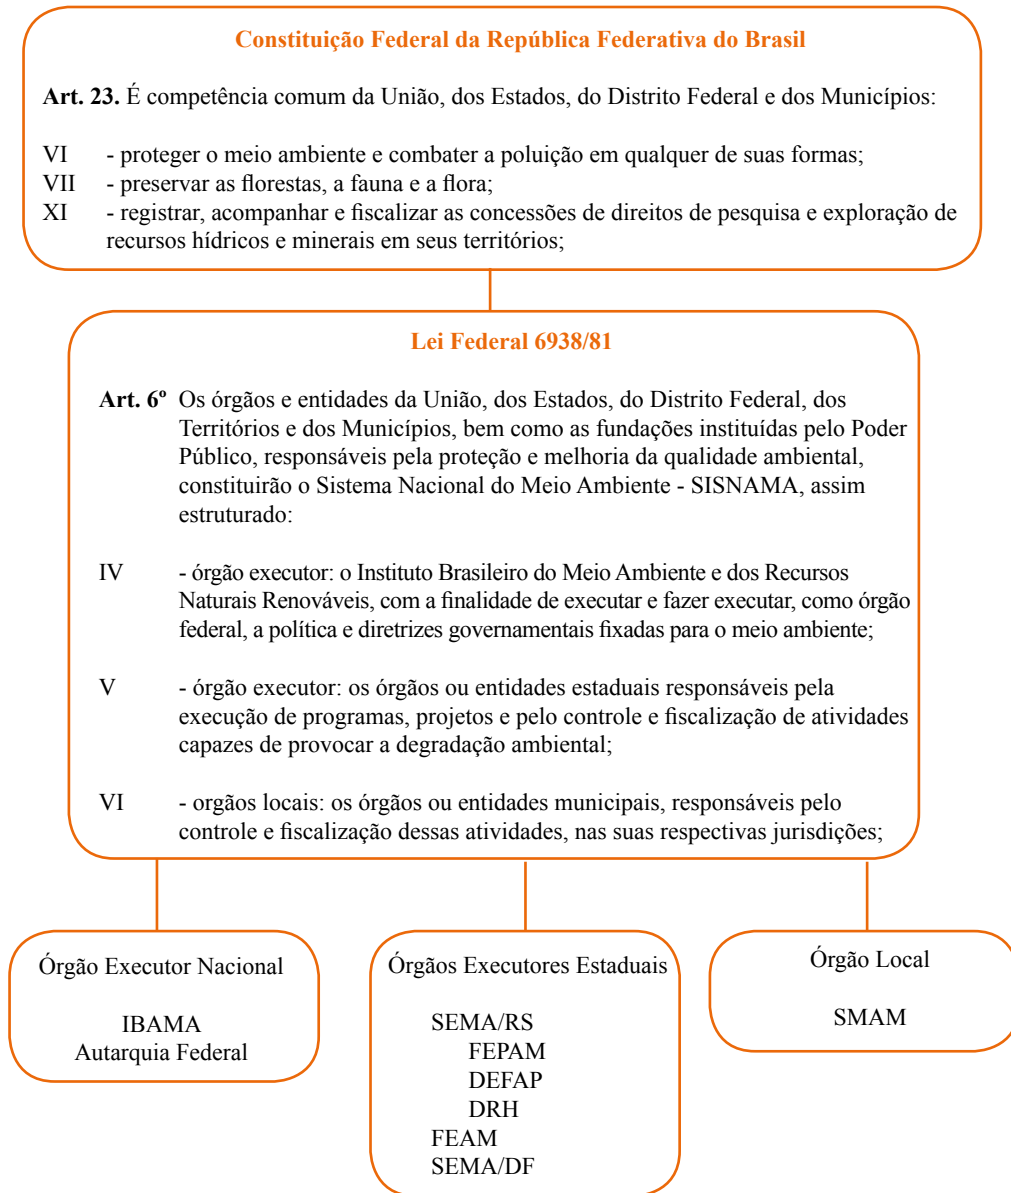 Constituição Federal da República Federativa do Brasil
Art. 23. É competência comum da União, dos Estados, do Distrito Federal e dos Municípios:
VI - proteger o meio ambiente e combater a poluição em qualquer de suas formas;
VII - preservar as florestas, a fauna e a flora;
XI - registrar, acompanhar e fiscalizar as concessões de direitos de pesquisa e exploração de
recursos hídricos e minerais em seus territórios;
Lei Federal 6938/81
Art. 6º Os órgãos e entidades da União, dos Estados, do Distrito Federal, dos
Territórios e dos Municípios, bem como as fundações instituídas pelo Poder
Público, responsáveis pela proteção e melhoria da qualidade ambiental,
constituirão o Sistema Nacional do Meio Ambiente - SISNAMA, assim
estruturado:
IV - órgão executor: o Instituto Brasileiro do Meio Ambiente e dos Recursos
Naturais Renováveis, com a finalidade de executar e fazer executar, como órgão
federal, a política e diretrizes governamentais fixadas para o meio ambiente;
V - órgão executor: os órgãos ou entidades estaduais responsáveis pela
execução de programas, projetos e pelo controle e fiscalização de atividades
capazes de provocar a degradação ambiental;
VI - orgãos locais: os órgãos ou entidades municipais, responsáveis pelo
controle e fiscalização dessas atividades, nas suas respectivas jurisdições;
Órgão Executor Nacional
IBAMA
Autarquia Federal
Órgãos Executores Estaduais
SEMA/RS
FEPAM
DEFAP
DRH
FEAM
SEMA/DF
Órgão Local
SMAM